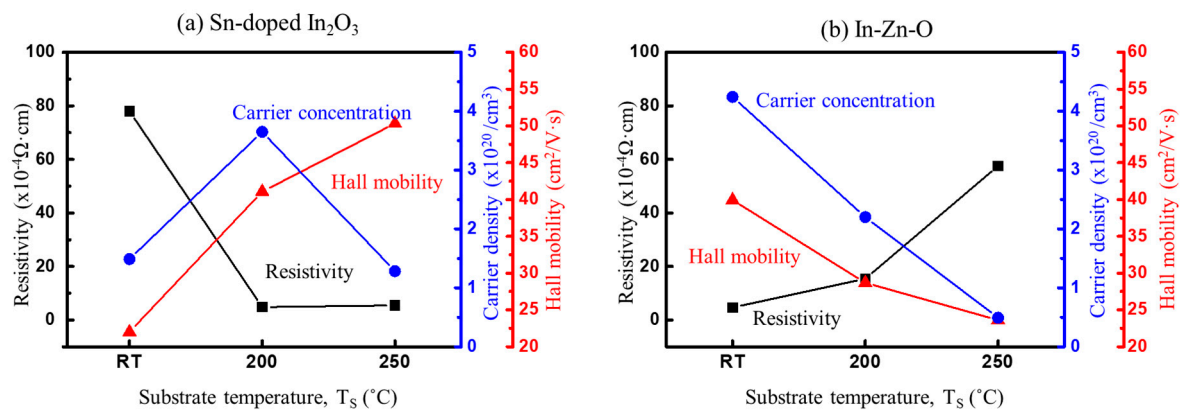 (a) Sn-doped In₂O₃
Resistivity (x10⁻⁴Ω·cm)
100
80
60
40
20
0
Carrier concentration
Hall mobility
Resistivity
RT
200
250
Substrate temperature, T_S (˚C)
5
4
3
2
1
0
Carrier density (x10²⁰/cm³)
60
55
50
45
40
35
30
25
20
Hall mobility (cm²/V·s)
(b) In-Zn-O
Resistivity (x10⁻⁴Ω·cm)
100
80
60
40
20
0
Carrier concentration
Hall mobility
Resistivity
RT
200
250
Substrate temperature, T_S (˚C)
5
4
3
2
1
0
Carrier density (x10²⁰/cm³)
60
55
50
45
40
35
30
25
20
Hall mobility (cm²/V·s)